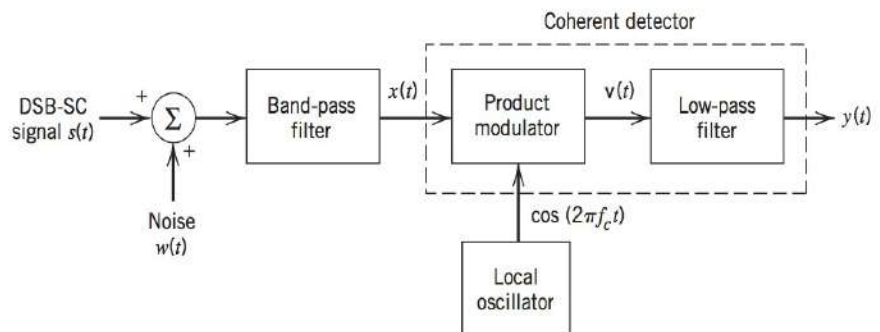 Coherent detector
DSB-SC
signal s(t)
+
Σ
+
Noise
w(t)
Band-pass
filter
x(t)
Product
modulator
v(t)
Low-pass
filter
y(t)
cos (2πf_c t)
Local
oscillator